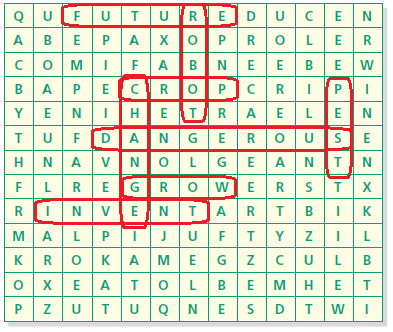 Q U F U T U R E D U C E N
A B E P A X O P R O L E R
C O M I F A B N E E B E W
B A P E C R O P C R I P I
Y E N I H E T R A E L E N
T U F D A N G E R O U S E
H N A V N O L G E A N T N
F L R E G R O W E R S T X
R I N V E N T A R T B I K
M A L P I J U F T Y Z I L
K R O K A M E G Z C U L B
O X E A T O L B E M H E T
P Z U T U Q N E S D T W I